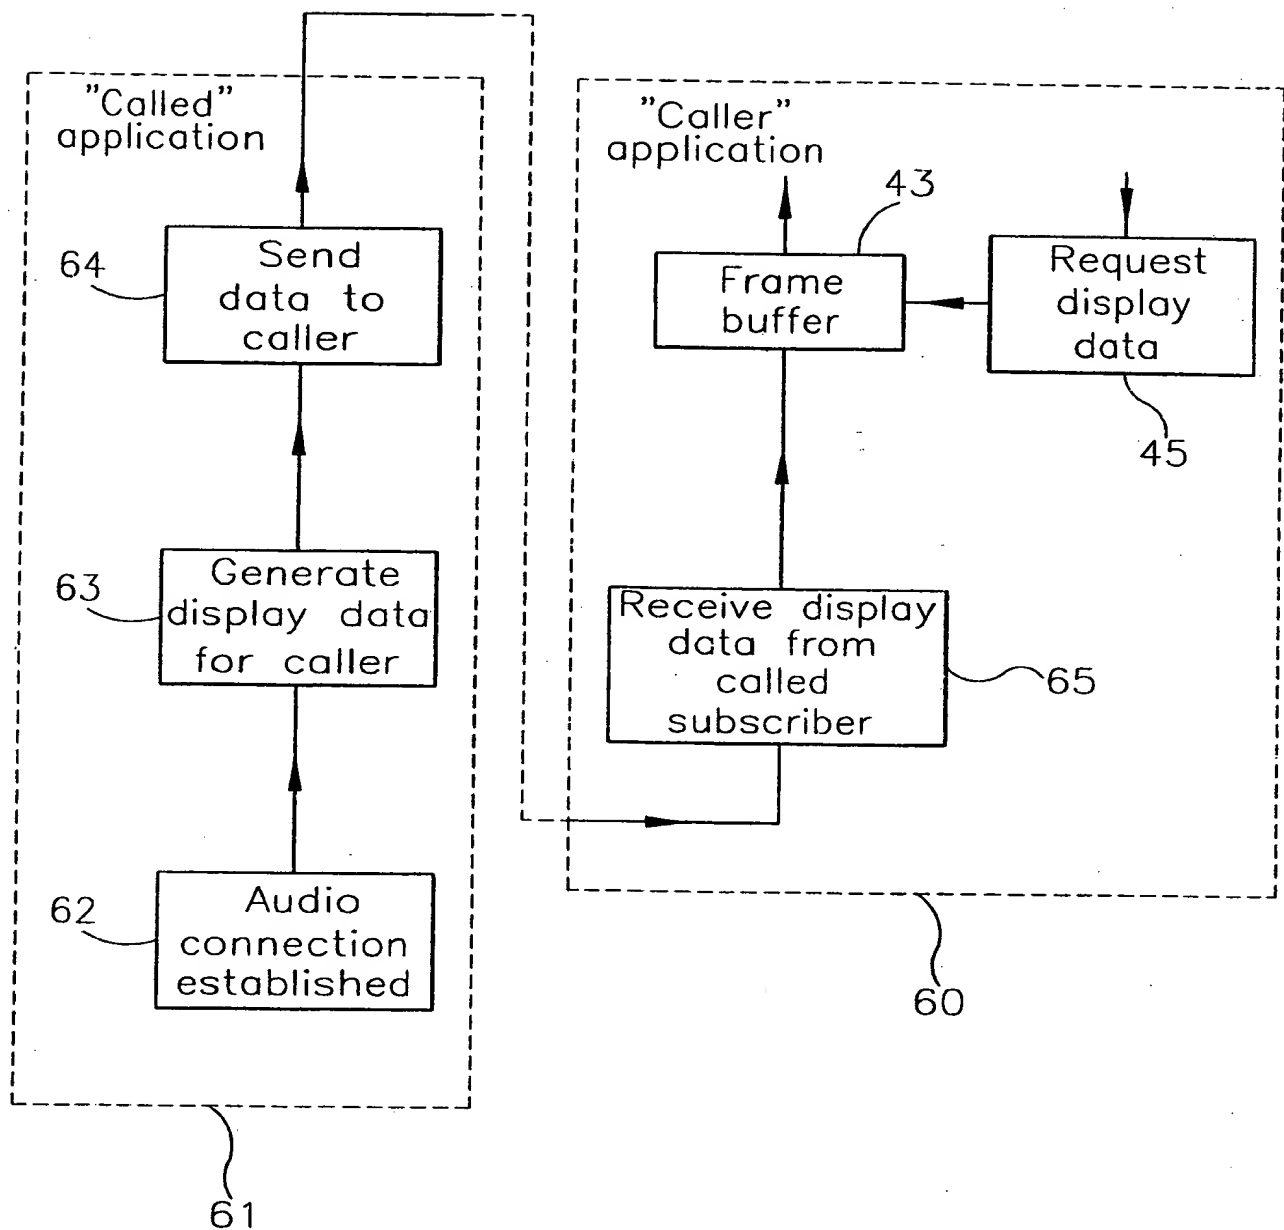 "Called"
application
64
Send
data to
caller
63
Generate
display data
for caller
62
Audio
connection
established
61
"Caller"
application
43
Frame
buffer
Request
display
data
45
Receive display
data from
called
subscriber
65
60